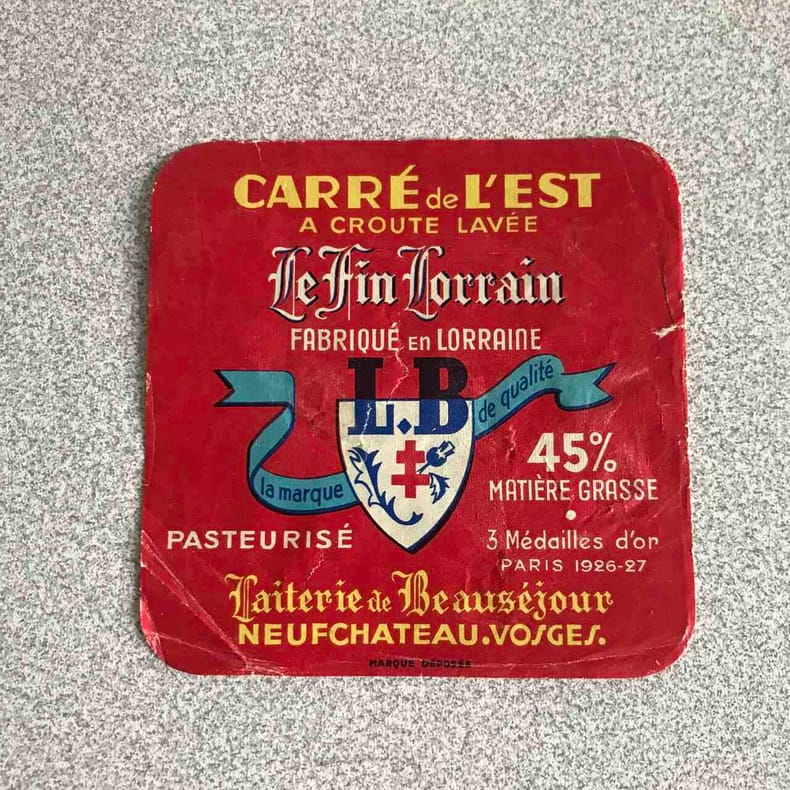 CARRÉ de L'EST
A CROUTE LAVÉE
Le Fin Lorrain
FABRIQUÉ en LORRAINE
L.B
la marque de qualité
45%
MATIÈRE GRASSE
PASTEURISÉ
3 Médailles d'or
PARIS 1926-27
Laiterie de Beauséjour
NEUFCHATEAU.VOSGES.
MARQUE DÉPOSÉE